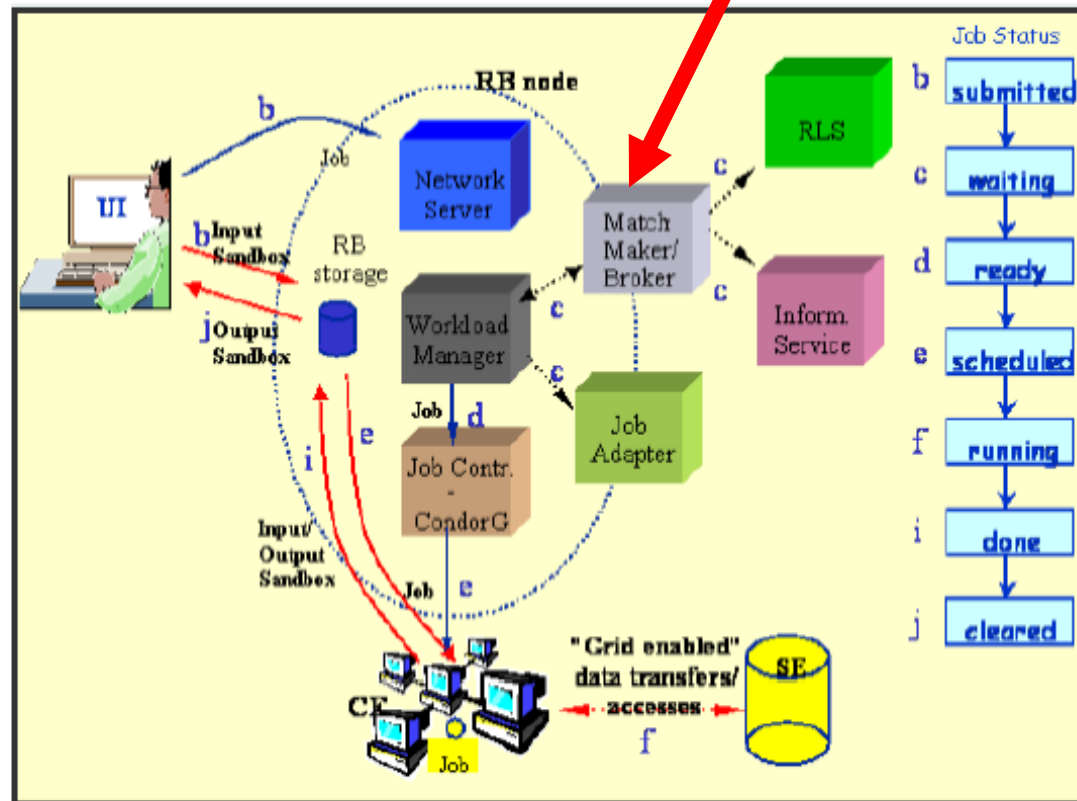 Job Status
RB node
b
submitted
RLS
b
Job
c
c
waiting
UI
Network
Server
Match
Maker/
Broker
b
Input
Sandbox
RB
storage
d
ready
c
c
Inform.
Service
j
Output
Sandbox
Workload
Manager
e
scheduled
c
Job
d
Job
Adapter
e
f
running
i
Job Contr.
-
CondorG
Input/
Output
Sandbox
i
done
Job
e
j
cleared
"Grid enabled"
data transfers/
accesses
SE
CE
f
Job